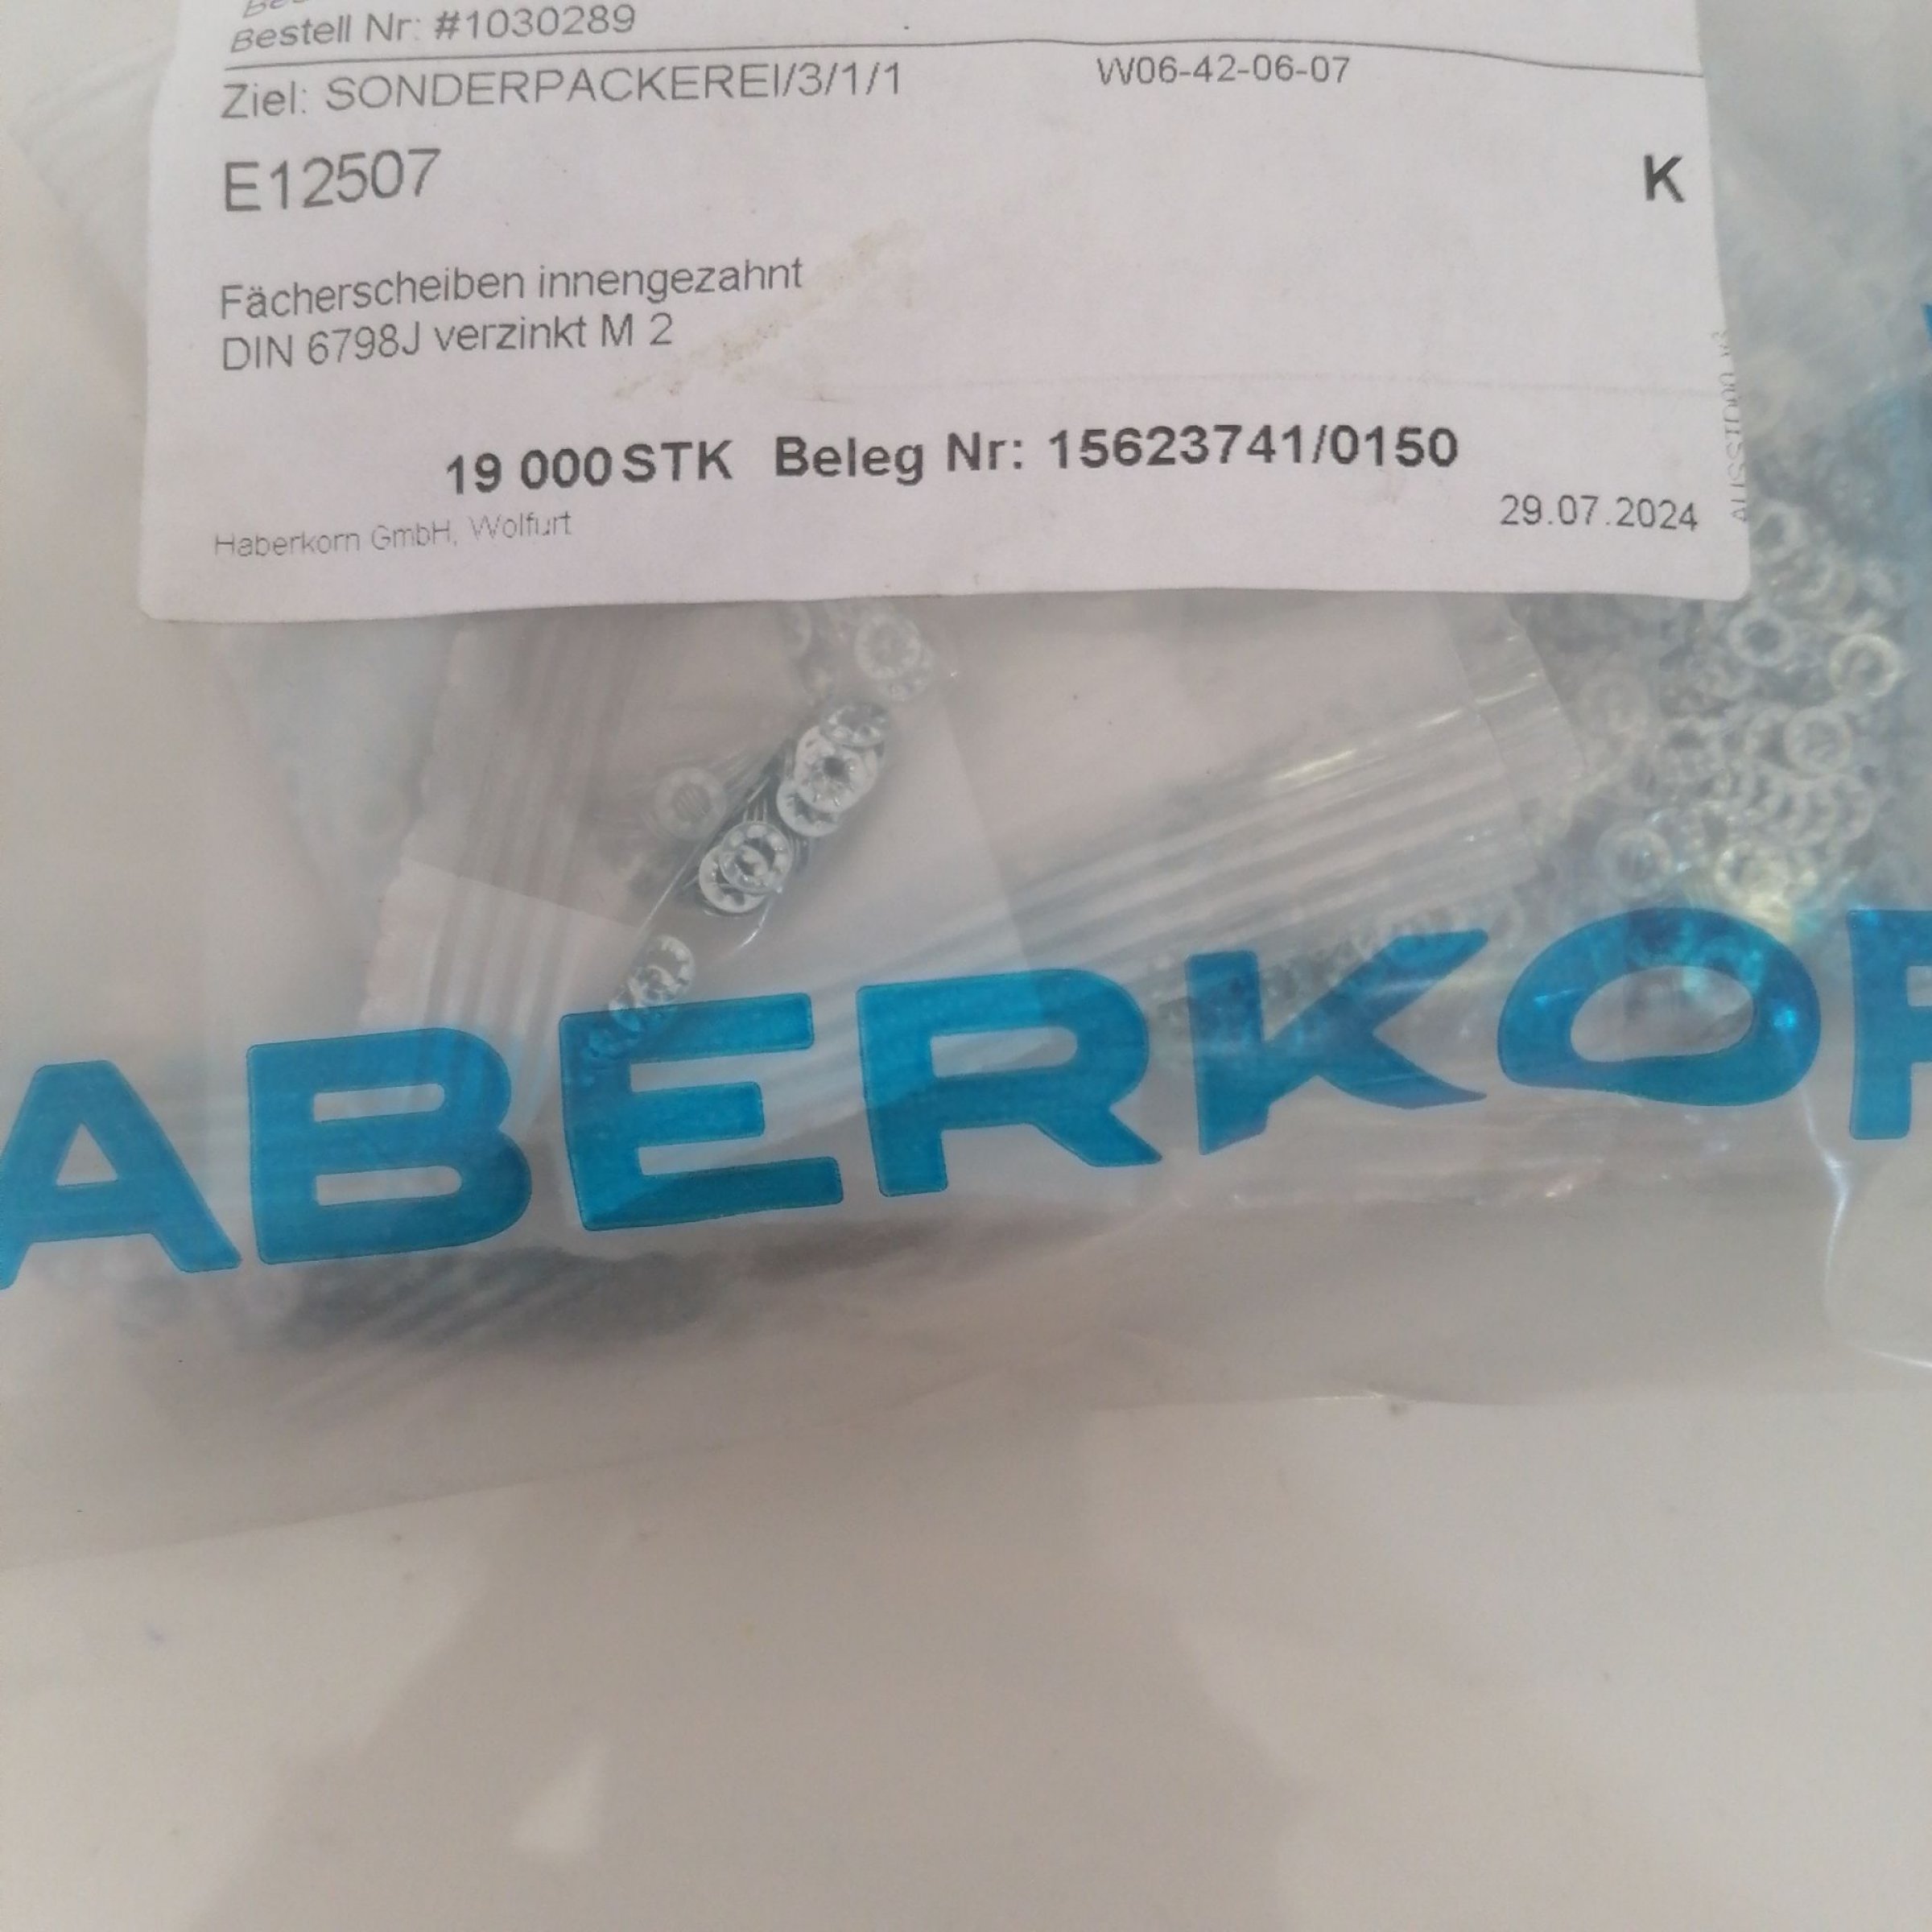 Bestell Nr: #1030289
Ziel: SONDERPACKEREI/3/1/1 W06-42-06-07
E12507 K
Fächerscheiben innengezahnt
DIN 6798J verzinkt M 2
19 000 STK Beleg Nr: 15623741/0150
29.07.2024
Haberkorn GmbH, Wolfurt
ABERKO